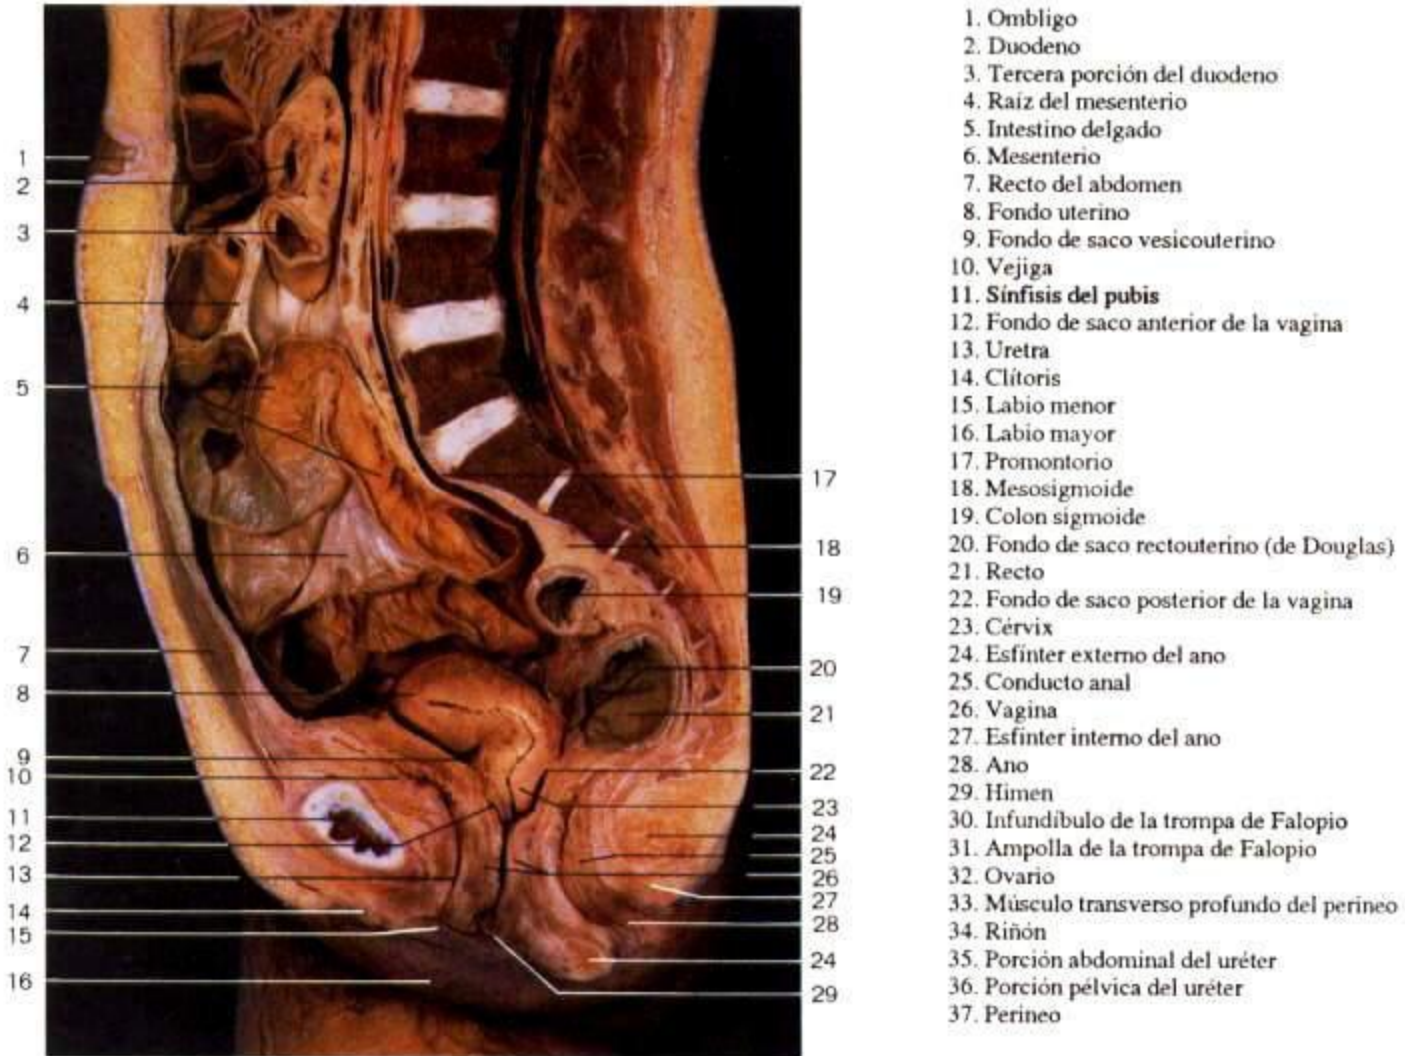 1
2
3
4
5
6
7
8
9
10
11
12
13
14
15
16
17
18
19
20
21
22
23
24
25
26
27
28
24
29
1. Ombligo
2. Duodeno
3. Tercera porción del duodeno
4. Raíz del mesenterio
5. Intestino delgado
6. Mesenterio
7. Recto del abdomen
8. Fondo uterino
9. Fondo de saco vesicouterino
10. Vejiga
11. Sínfisis del pubis
12. Fondo de saco anterior de la vagina
13. Uretra
14. Clítoris
15. Labio menor
16. Labio mayor
17. Promontorio
18. Mesosigmoide
19. Colon sigmoide
20. Fondo de saco rectouterino (de Douglas)
21. Recto
22. Fondo de saco posterior de la vagina
23. Cérvix
24. Esfínter externo del ano
25. Conducto anal
26. Vagina
27. Esfínter interno del ano
28. Ano
29. Himen
30. Infundíbulo de la trompa de Falopio
31. Ampolla de la trompa de Falopio
32. Ovario
33. Músculo transverso profundo del perineo
34. Riñón
35. Porción abdominal del uréter
36. Porción pélvica del uréter
37. Perineo